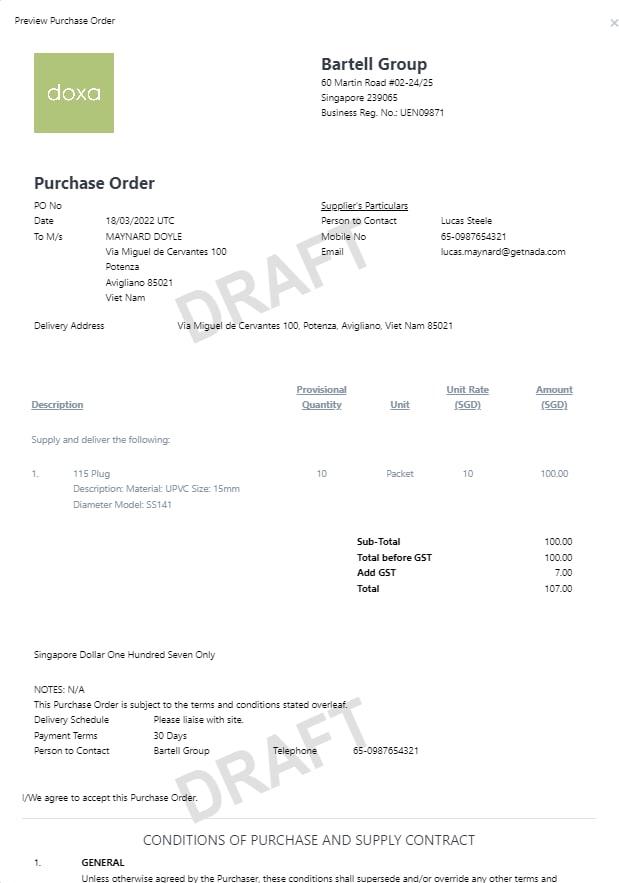 Preview Purchase Order
×
doxa
Bartell Group
60 Martin Road #02-24/25
Singapore 239065
Business Reg. No.: UEN09871
Purchase Order
PO No
Date 18/03/2022 UTC
To M/s MAYNARD DOYLE
Via Miguel de Cervantes 100
Potenza
Avigliano 85021
Viet Nam
Supplier's Particulars
Person to Contact Lucas Steele
Mobile No 65-0987654321
Email lucas.maynard@getnada.com
DRAFT
Delivery Address Via Miguel de Cervantes 100, Potenza, Avigliano, Viet Nam 85021
Description Provisional Quantity Unit Unit Rate (SGD) Amount (SGD)
Supply and deliver the following:
1. 115 Plug 10 Packet 10 100.00
Description: Material: UPVC Size: 15mm
Diameter Model: SS141
Sub-Total 100.00
Total before GST 100.00
Add GST 7.00
Total 107.00
Singapore Dollar One Hundred Seven Only
NOTES: N/A
This Purchase Order is subject to the terms and conditions stated overleaf.
Delivery Schedule Please liaise with site.
Payment Terms 30 Days
Person to Contact Bartell Group Telephone 65-0987654321
DRAFT
I/We agree to accept this Purchase Order.
CONDITIONS OF PURCHASE AND SUPPLY CONTRACT
1. GENERAL
Unless otherwise agreed by the Purchaser, these conditions shall supersede and/or override any other terms and